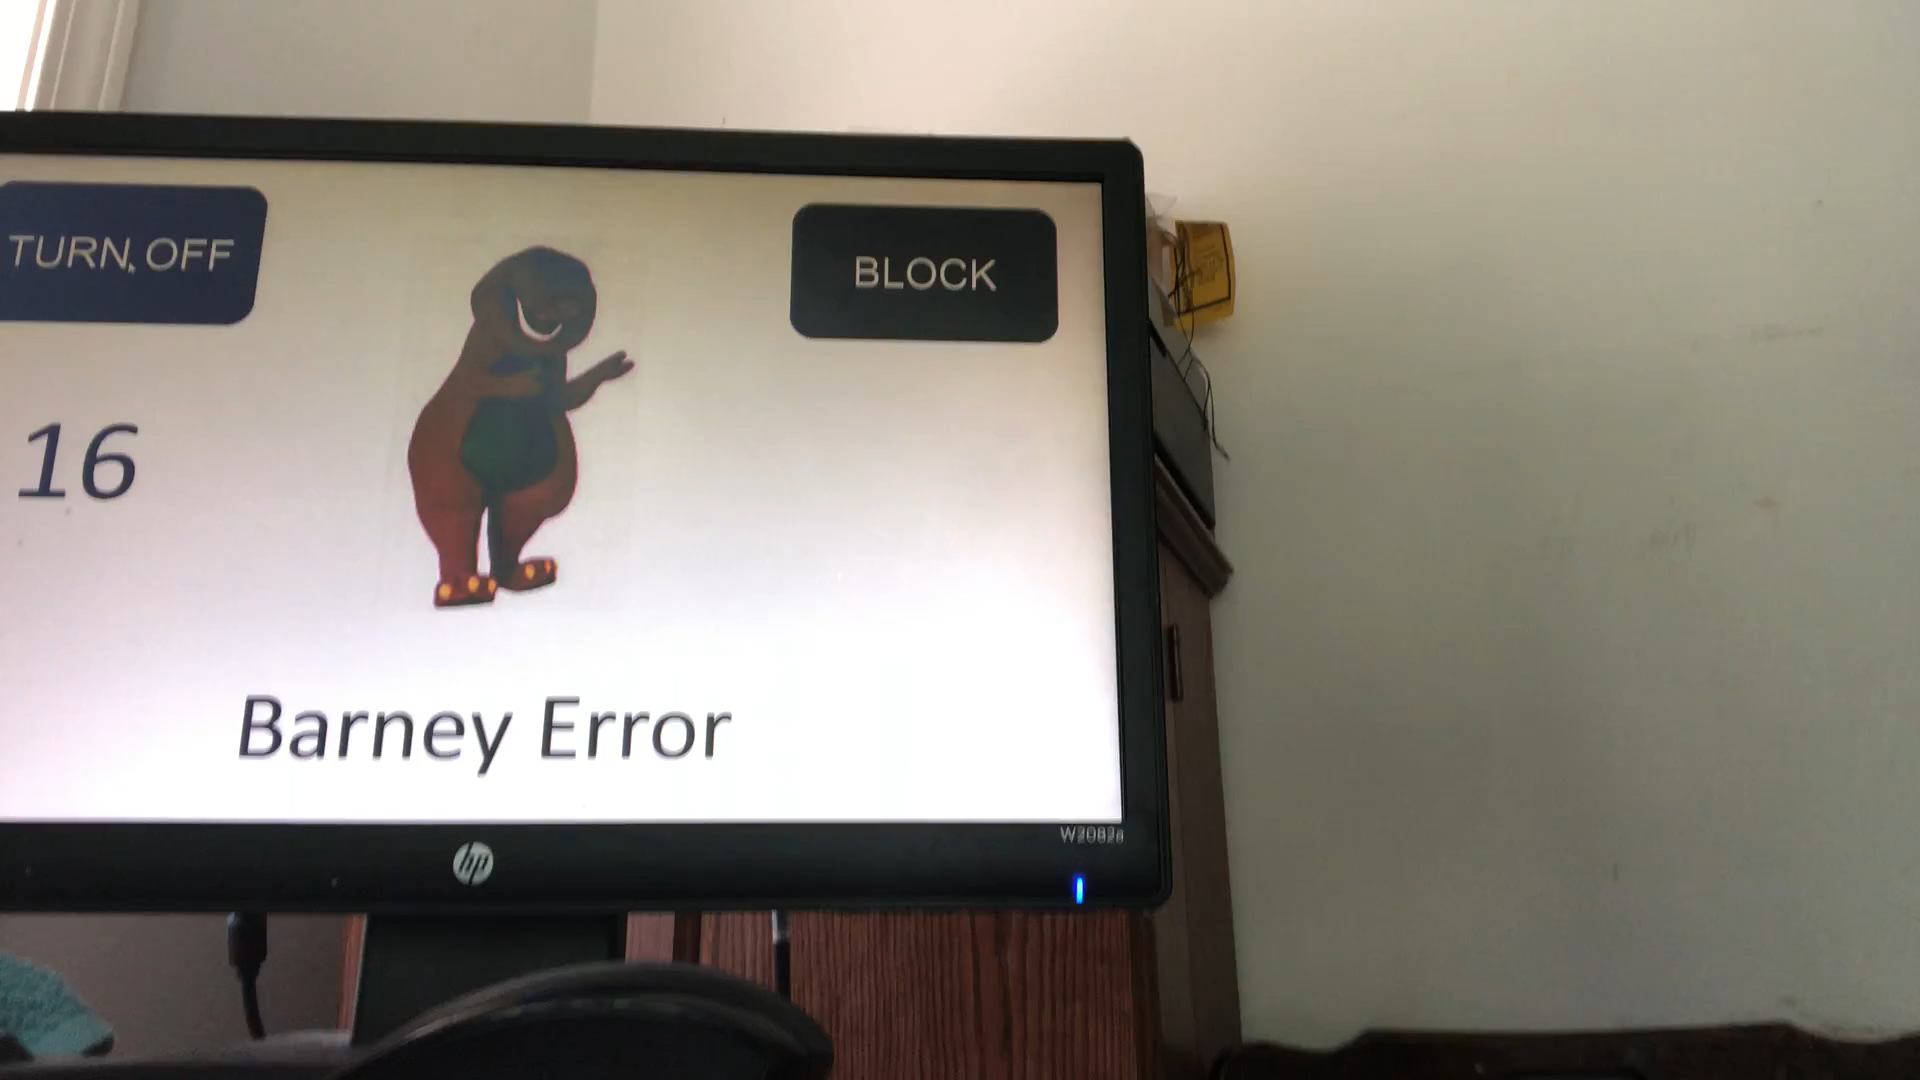 TURN OFF
BLOCK
16
Barney Error
W2082a
hp